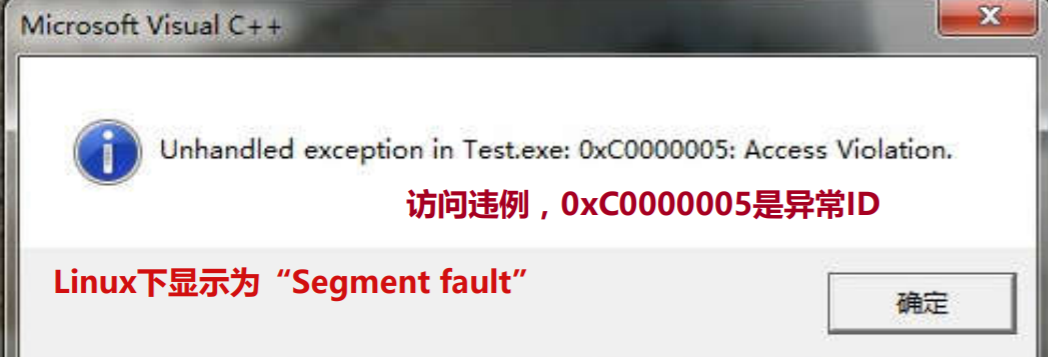 Microsoft Visual C++
Unhandled exception in Test.exe: 0xC0000005: Access Violation.
访问违例，0xC0000005是异常ID
Linux下显示为“Segment fault”
确定